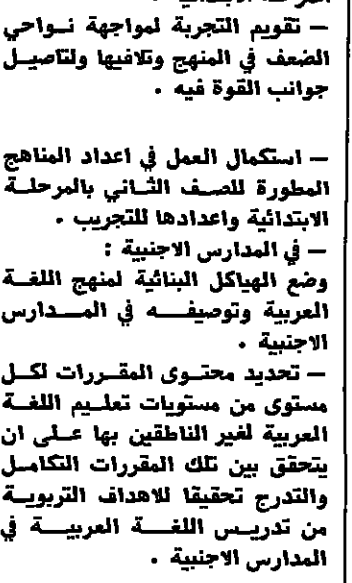 — تقويم التجربة لمواجهة نواحي
الضعف في المنهج وتلافيها ولتاصيل
جوانب القوة فيه .
— استكمال العمل في اعداد المناهج
المطورة للصف الثاني بالمرحلة
الابتدائية واعدادها للتجريب .
— في المدارس الاجنبية :
وضع الهياكل البنائية لمنهج اللغة
العربية وتوصيفه في المدارس
الاجنبية .
— تحديد محتوى المقررات لكل
مستوى من مستويات تعليم اللغة
العربية لغير الناطقين بها على ان
يتحقق بين تلك المقررات التكامل
والتدرج تحقيقا للاهداف التربوية
من تدريس اللغة العربية في
المدارس الاجنبية .